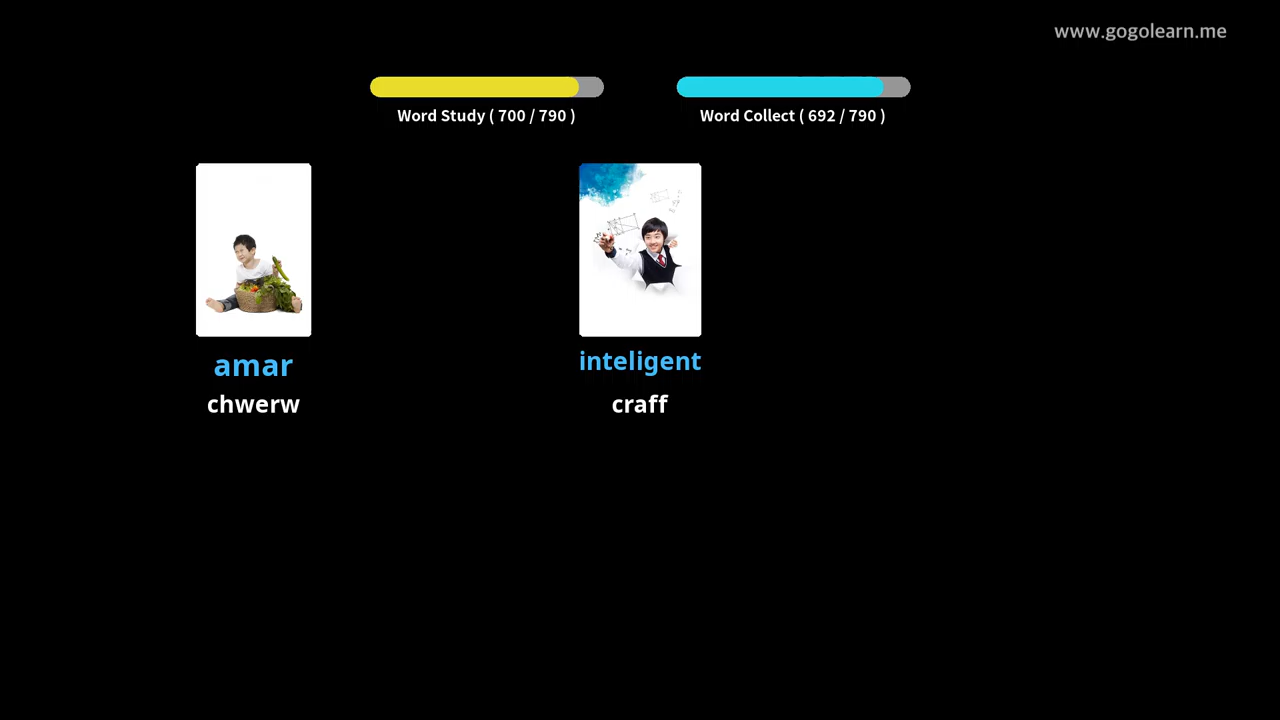 www.gogolearn.me
Word Study ( 700 / 790 )
Word Collect ( 692 / 790 )
amar
inteligent
chwerw
craff